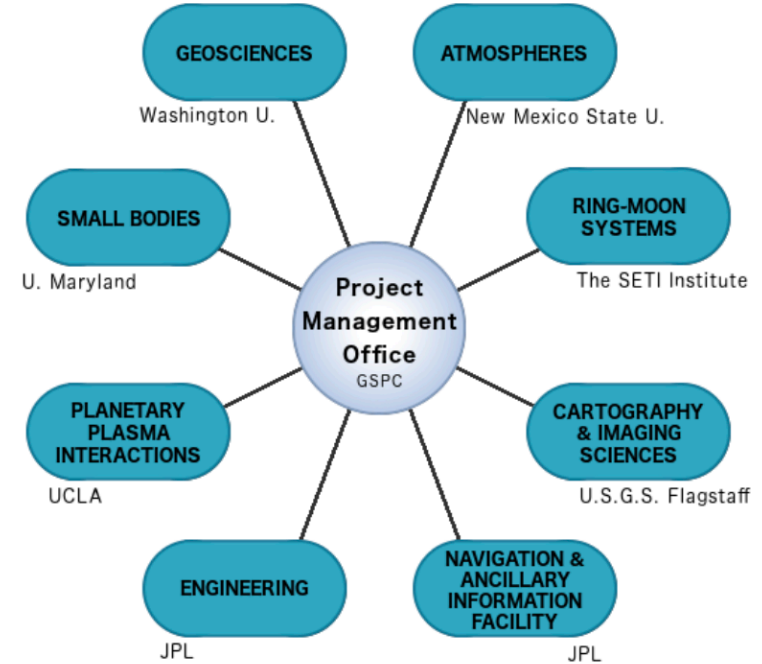 GEOSCIENCES
Washington U.
ATMOSPHERES
New Mexico State U.
SMALL BODIES
U. Maryland
RING-MOON
SYSTEMS
The SETI Institute
Project
Management
Office
GSPC
PLANETARY
PLASMA
INTERACTIONS
UCLA
CARTOGRAPHY
& IMAGING
SCIENCES
U.S.G.S. Flagstaff
ENGINEERING
JPL
NAVIGATION &
ANCILLARY
INFORMATION
FACILITY
JPL